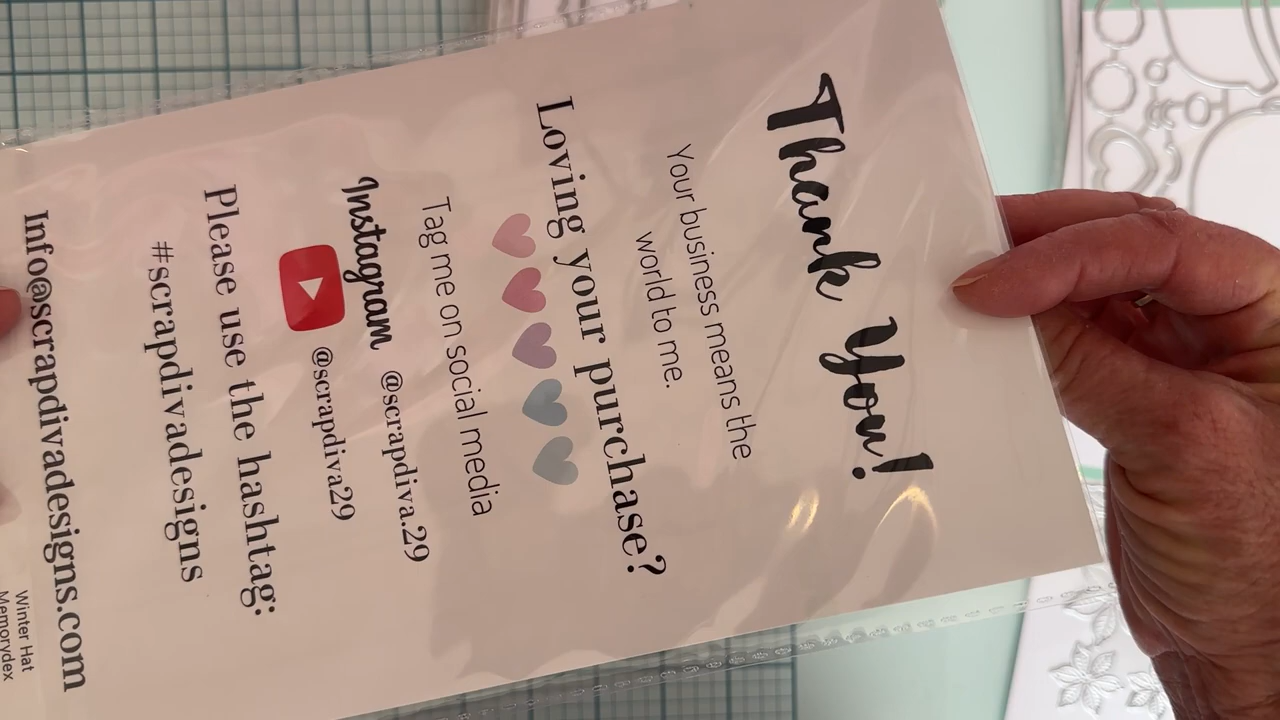 Thank You!
Your business means the
world to me.
Loving your purchase?
Tag me on social media
Instagram @scrapdiva.29
@scrapdiva29
Please use the hashtag:
#scrapdivadesigns
Info@scrapdivadesigns.com
Winter Hat
Memorydex